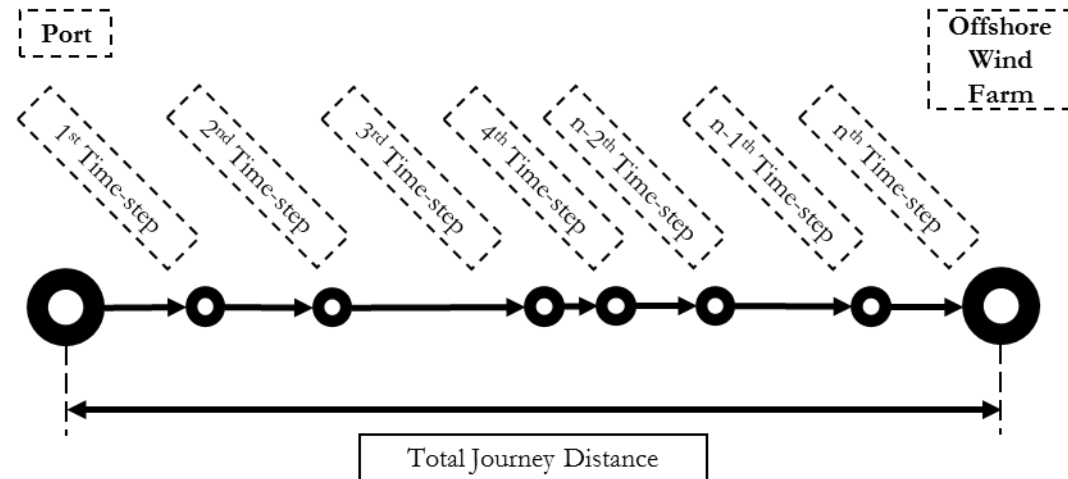 Port
Offshore
Wind
Farm
1st Time-step
2nd Time-step
3rd Time-step
4th Time-step
n-2th Time-step
n-1th Time-step
nth Time-step
Total Journey Distance